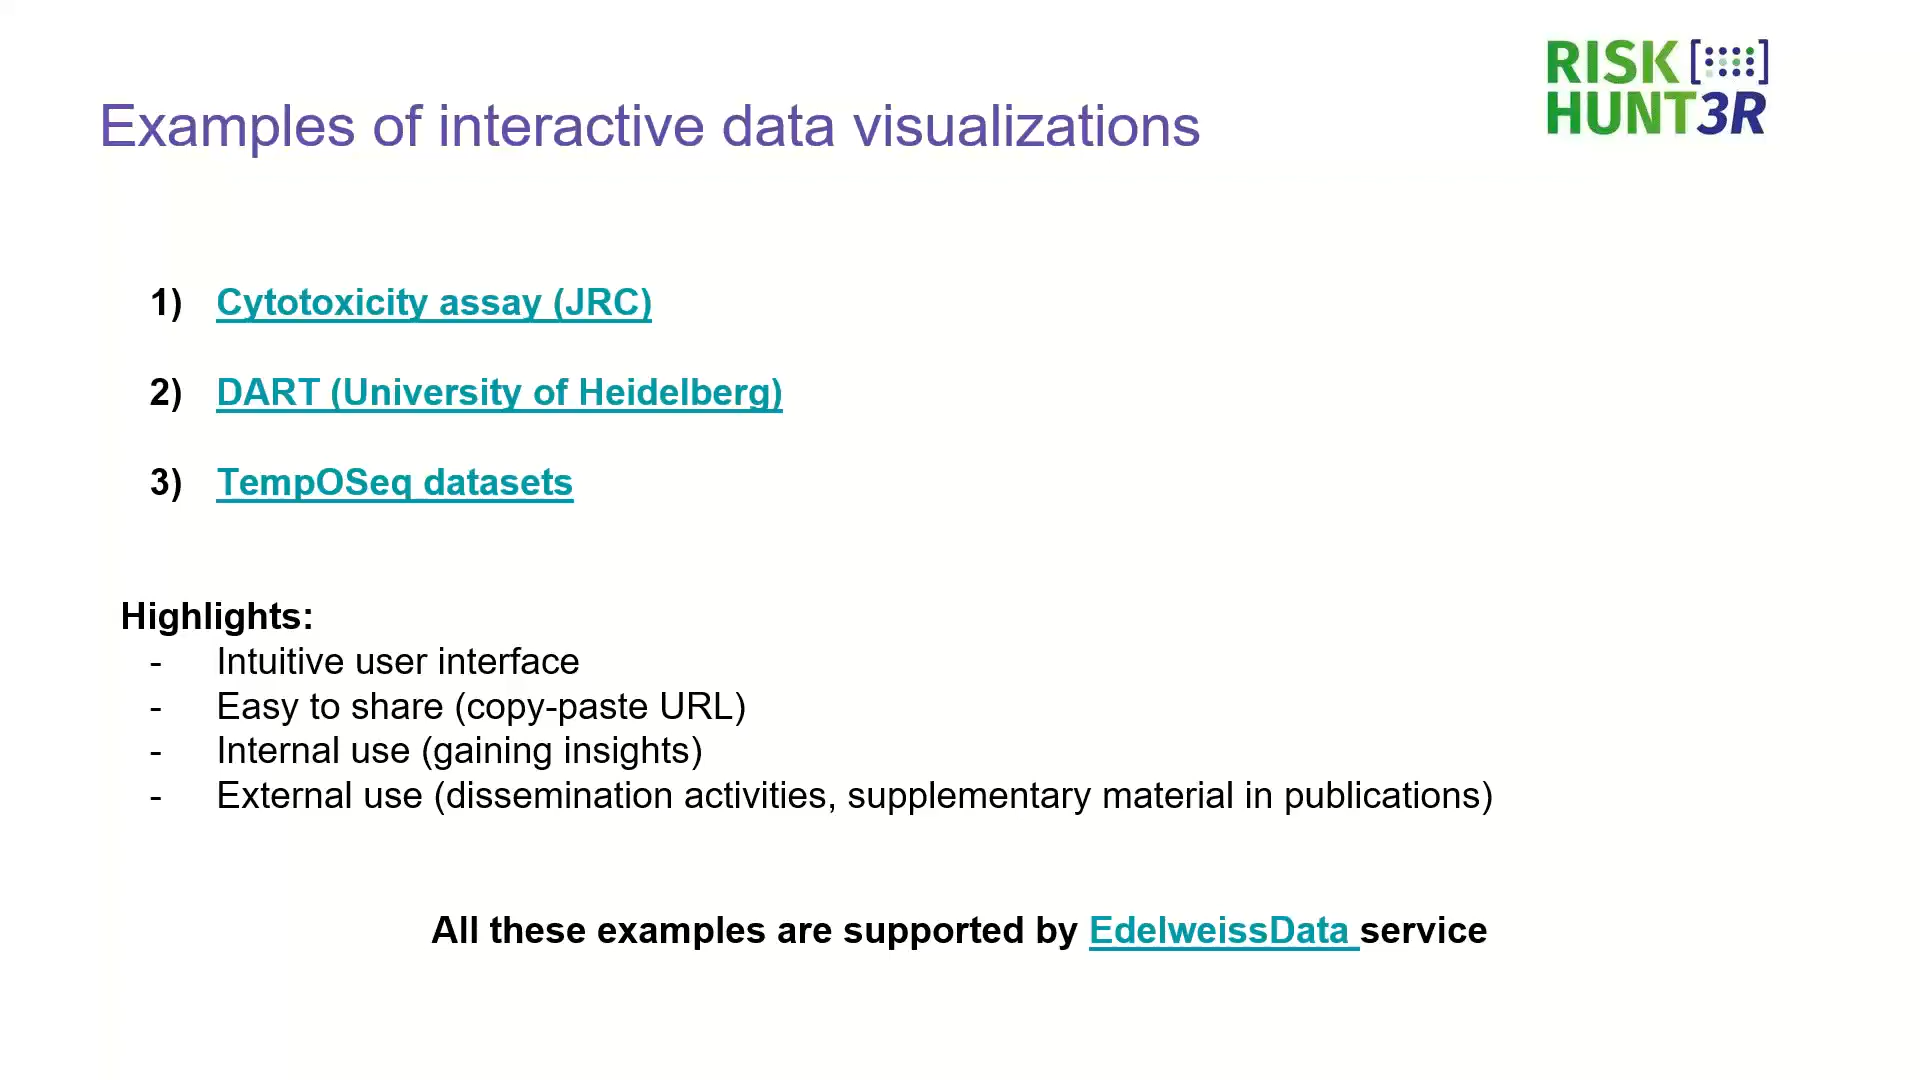 RISK
HUNT3R
Examples of interactive data visualizations
1) Cytotoxicity assay (JRC)
2) DART (University of Heidelberg)
3) TempOSeq datasets
Highlights:
- Intuitive user interface
- Easy to share (copy-paste URL)
- Internal use (gaining insights)
- External use (dissemination activities, supplementary material in publications)
All these examples are supported by EdelweissData service